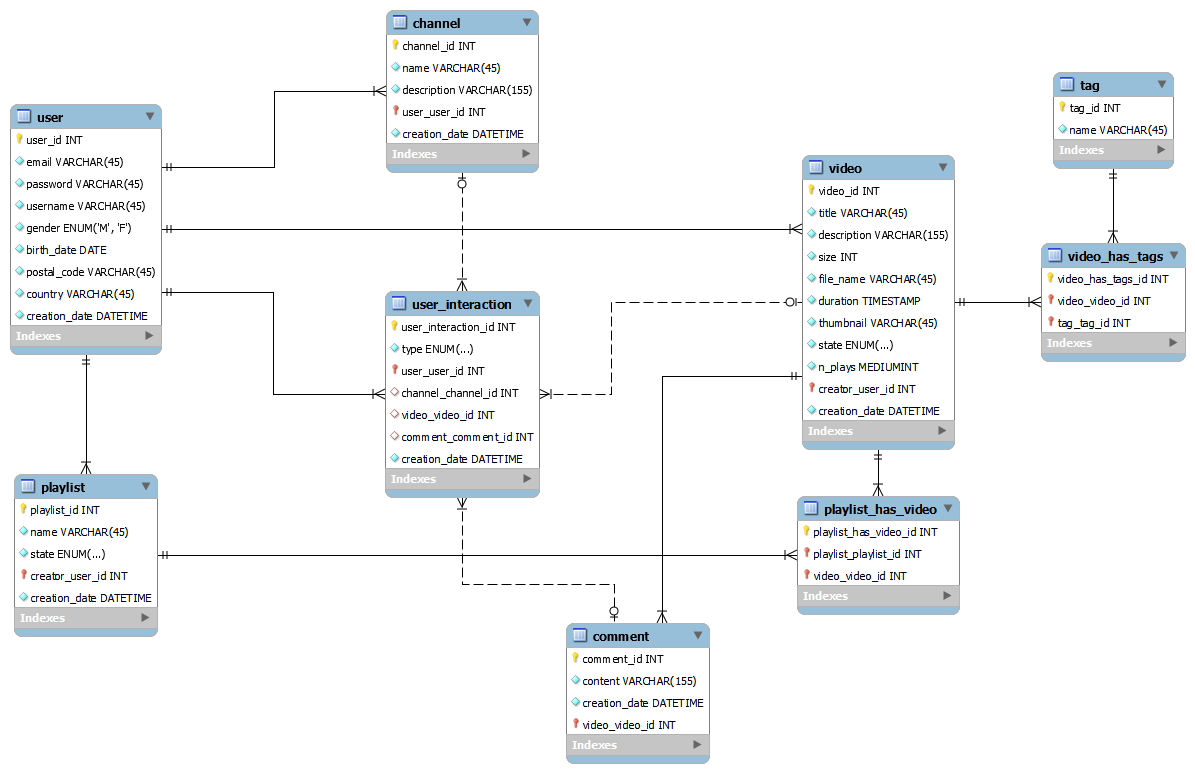 channel
channel_id INT
name VARCHAR(45)
description VARCHAR(155)
user_user_id INT
creation_date DATETIME
Indexes
user
user_id INT
email VARCHAR(45)
password VARCHAR(45)
username VARCHAR(45)
gender ENUM('M', 'F')
birth_date DATE
postal_code VARCHAR(45)
country VARCHAR(45)
creation_date DATETIME
Indexes
tag
tag_id INT
name VARCHAR(45)
Indexes
video
video_id INT
title VARCHAR(45)
description VARCHAR(155)
size INT
file_name VARCHAR(45)
duration TIMESTAMP
thumbnail VARCHAR(45)
state ENUM(...)
n_plays MEDIUMINT
creator_user_id INT
creation_date DATETIME
Indexes
video_has_tags
video_has_tags_id INT
video_video_id INT
tag_tag_id INT
Indexes
user_interaction
user_interaction_id INT
type ENUM(...)
user_user_id INT
channel_channel_id INT
video_video_id INT
comment_comment_id INT
creation_date DATETIME
Indexes
playlist
playlist_id INT
name VARCHAR(45)
state ENUM(...)
creator_user_id INT
creation_date DATETIME
Indexes
playlist_has_video
playlist_has_video_id INT
playlist_playlist_id INT
video_video_id INT
Indexes
comment
comment_id INT
content VARCHAR(155)
creation_date DATETIME
video_video_id INT
Indexes